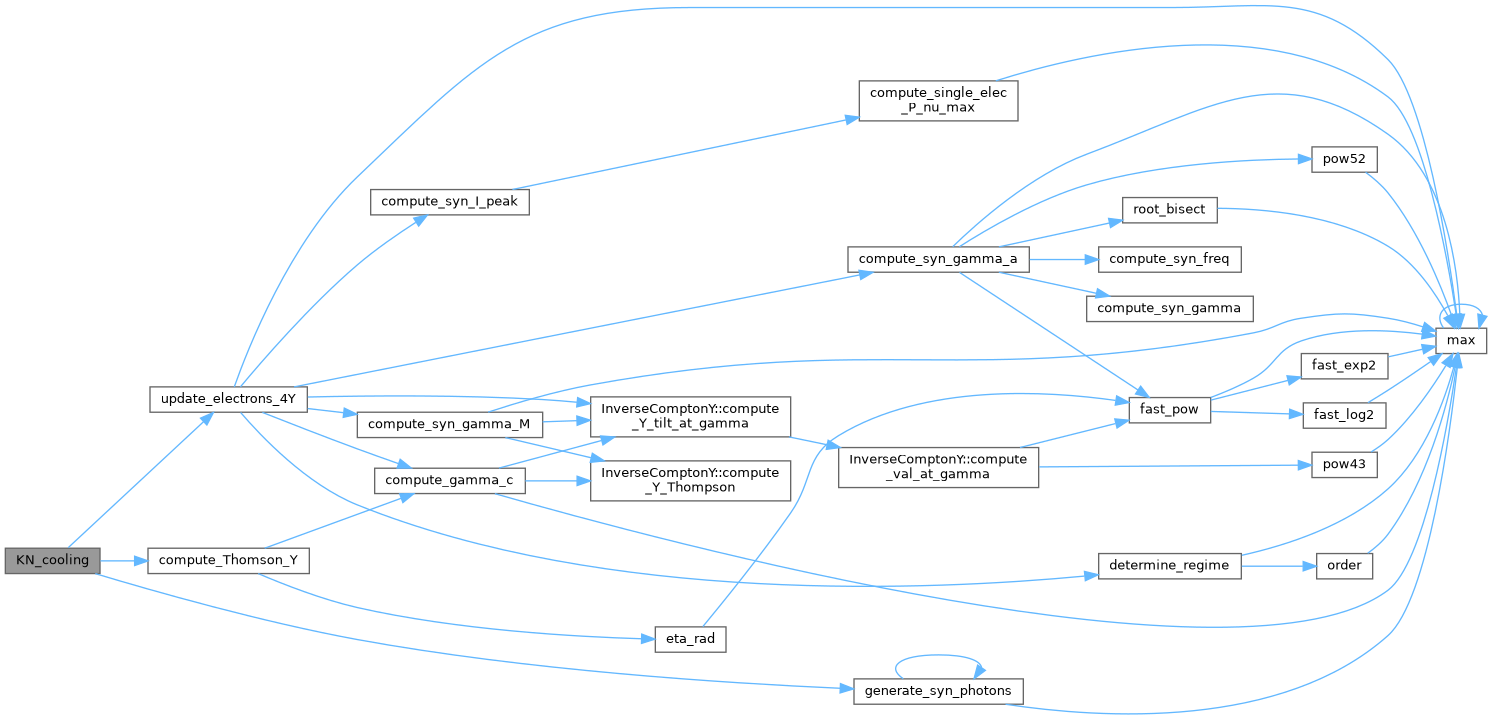 compute_single_elec
_P_nu_max
pow52
compute_syn_I_peak
root_bisect
compute_syn_gamma_a
compute_syn_freq
compute_syn_gamma
max
fast_exp2
update_electrons_4Y
fast_pow
fast_log2
InverseComptonY::compute
_Y_tilt_at_gamma
compute_syn_gamma_M
InverseComptonY::compute
_val_at_gamma
pow43
compute_gamma_c
InverseComptonY::compute
_Y_Thompson
KN_cooling
compute_Thomson_Y
determine_regime
order
eta_rad
generate_syn_photons